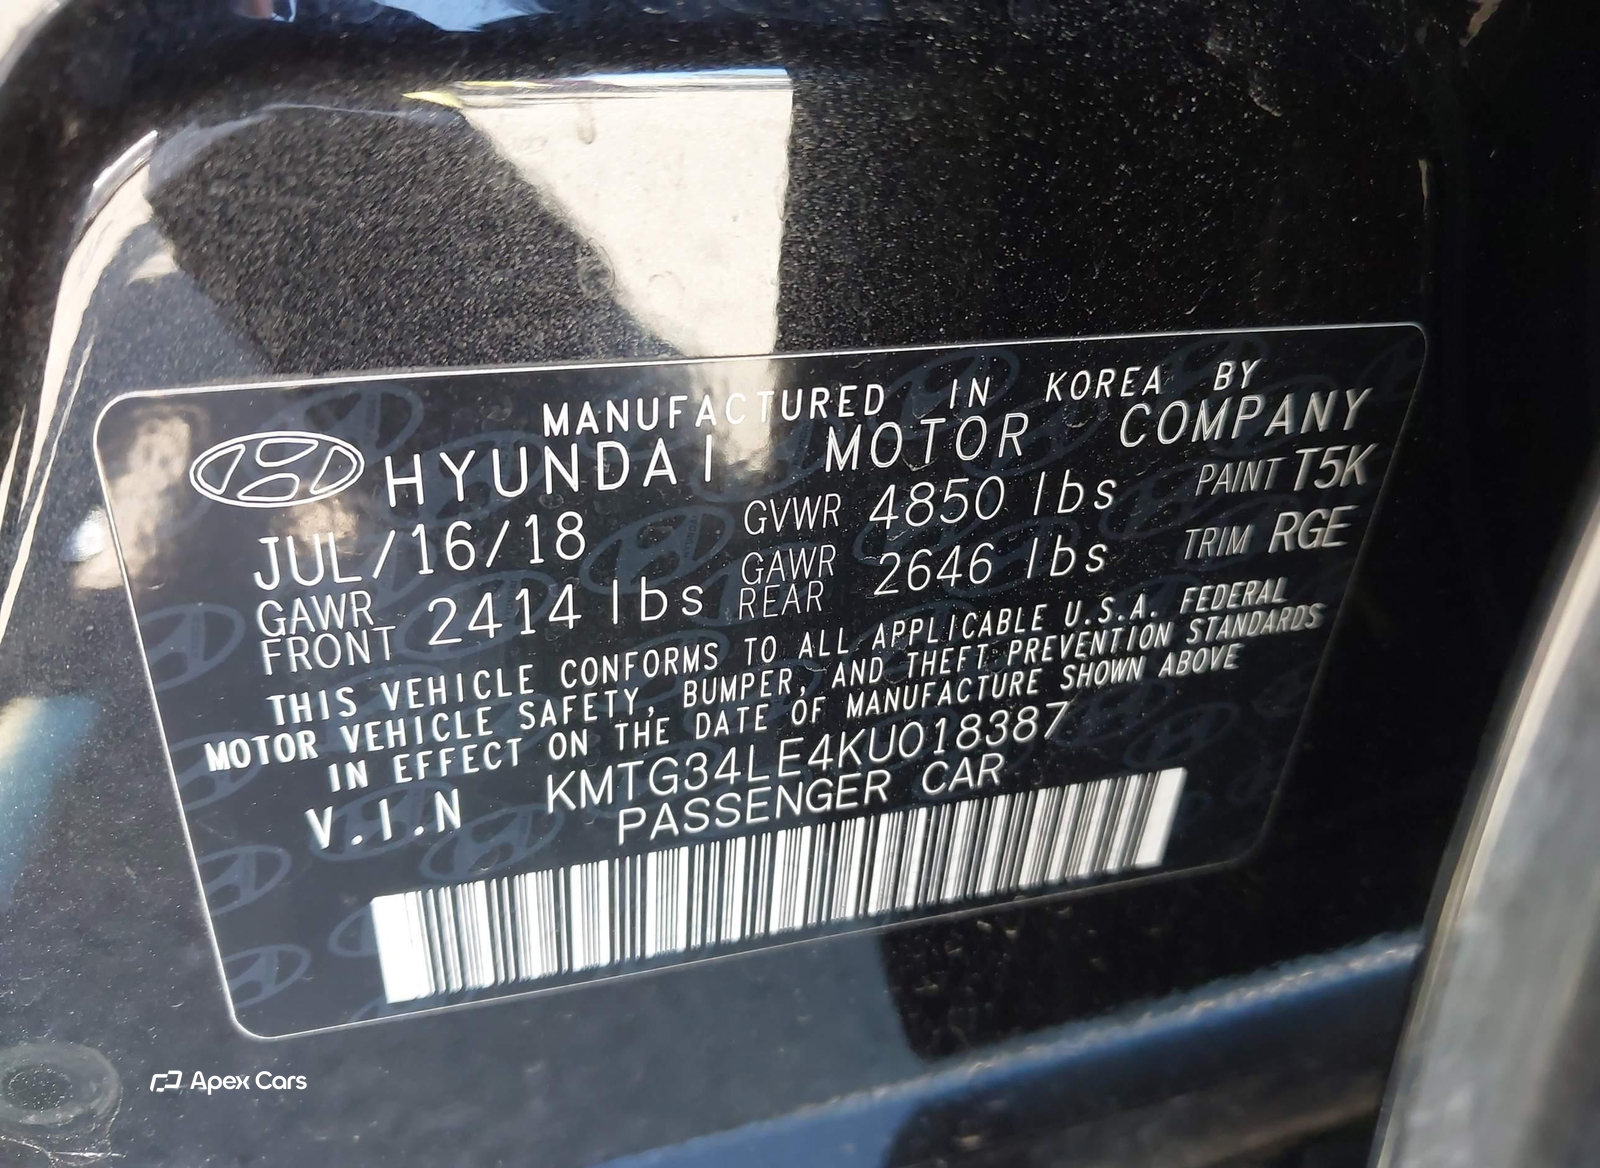 MANUFACTURED IN KOREA BY
HYUNDAI MOTOR COMPANY
JUL/16/18 GVWR 4850 lbs PAINT T5K
GAWR FRONT 2414 lbs GAWR REAR 2646 lbs TRIM RGE
THIS VEHICLE CONFORMS TO ALL APPLICABLE U.S.A. FEDERAL
MOTOR VEHICLE SAFETY, BUMPER, AND THEFT PREVENTION STANDARDS
IN EFFECT ON THE DATE OF MANUFACTURE SHOWN ABOVE
V.I.N KMTG34LE4KU018387
PASSENGER CAR
Apex Cars